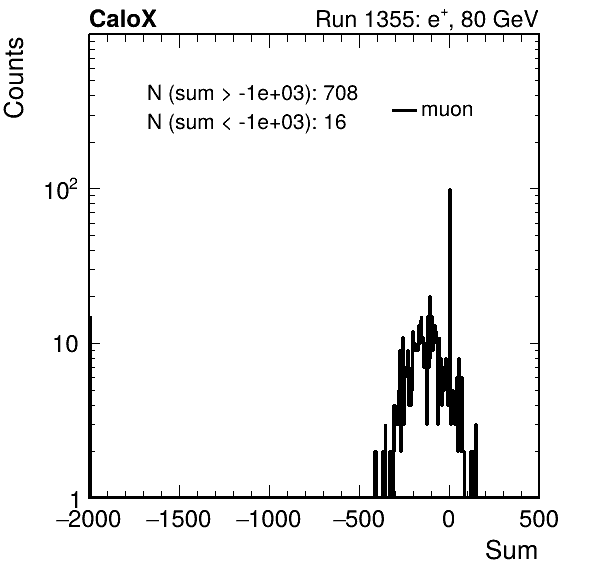 CaloX Run 1355: e⁺, 80 GeV
Counts
N (sum > -1e+03): 708
N (sum < -1e+03): 16
muon
10²
10
1
−2000 −1500 −1000 −500 0 500
Sum